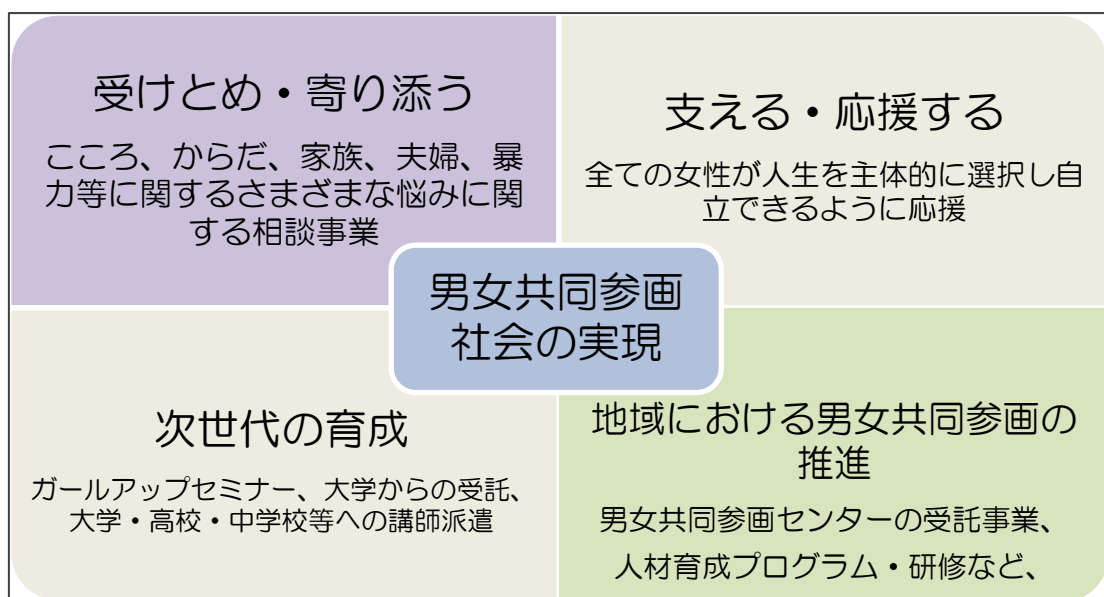 受けとめ・寄り添う
こころ、からだ、家族、夫婦、暴
力等に関するさまざまな悩みに関
する相談事業
支える・応援する
全ての女性が人生を主体的に選択し自
立できるように応援
男女共同参画
社会の実現
次世代の育成
ガールアップセミナー、大学からの受託、
大学・高校・中学校等への講師派遣
地域における男女共同参画の
推進
男女共同参画センターの受託事業、
人材育成プログラム・研修など、